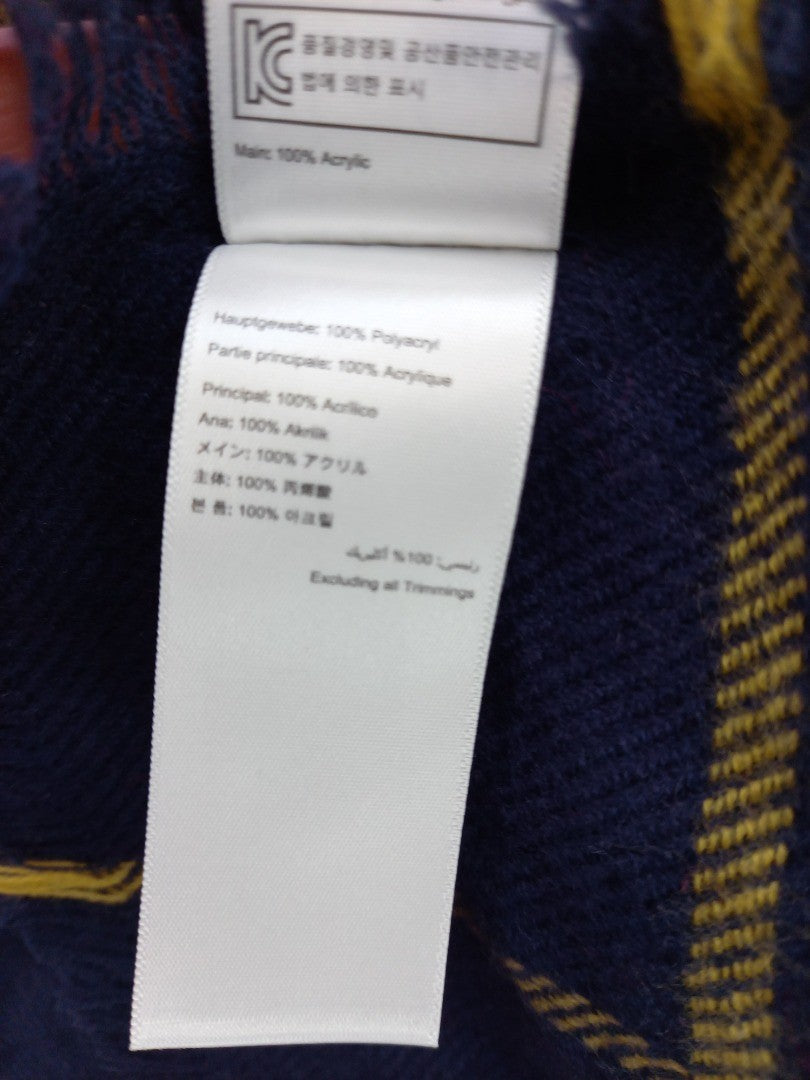 KC 품질경영및 공산품안전관리
법에 의한 표시
Main: 100% Acrylic
Hauptgewebe: 100% Polyacryl
Partie principale: 100% Acrylique
Principal: 100% Acrílico
Ana: 100% Akrilik
メイン: 100% アクリル
主体: 100% 丙烯酸
본 품: 100% 아크릴
رئيسي: 100% أكليريك
Excluding all Trimmings